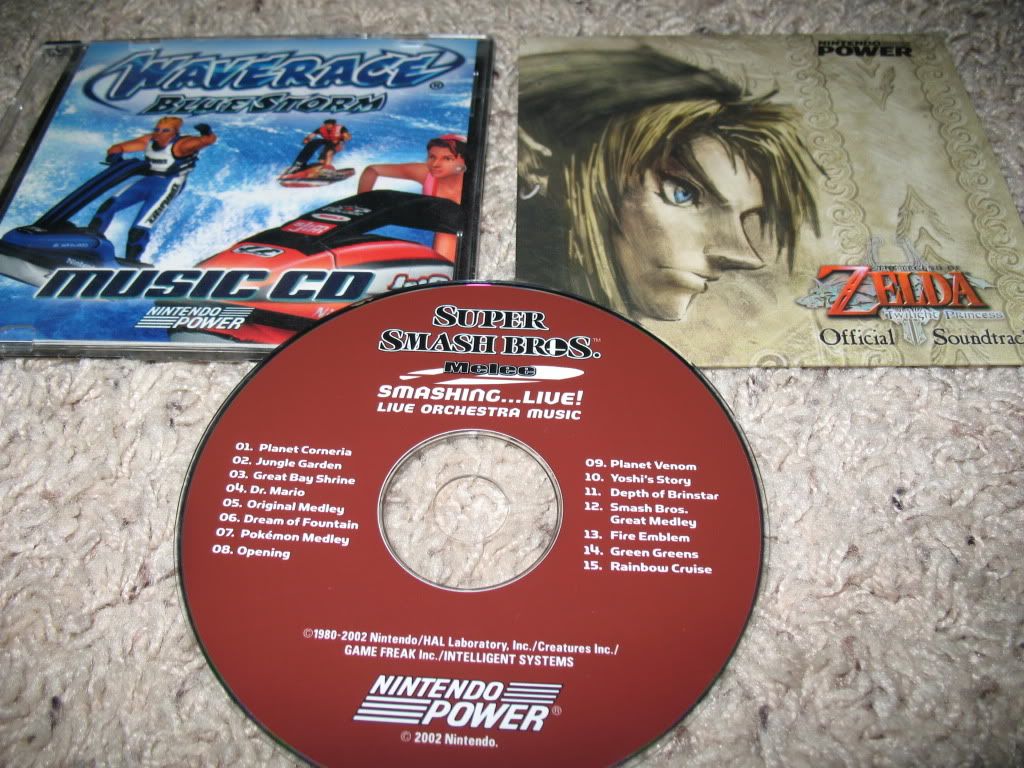 WAVERACE®
BLUE STORM
MUSIC CD
NINTENDO
POWER
NINTENDO
POWER
ZELDA
Twilight Princess
Official Soundtrack
SUPER
SMASH BROS.™
Melee
SMASHING...LIVE!
LIVE ORCHESTRA MUSIC
01. Planet Corneria
02. Jungle Garden
03. Great Bay Shrine
04. Dr. Mario
05. Original Medley
06. Dream of Fountain
07. Pokémon Medley
08. Opening
09. Planet Venom
10. Yoshi's Story
11. Depth of Brinstar
12. Smash Bros.
Great Medley
13. Fire Emblem
14. Green Greens
15. Rainbow Cruise
©1980-2002 Nintendo/HAL Laboratory, Inc./Creatures Inc./
GAME FREAK Inc./INTELLIGENT SYSTEMS
NINTENDO
POWER®
© 2002 Nintendo.